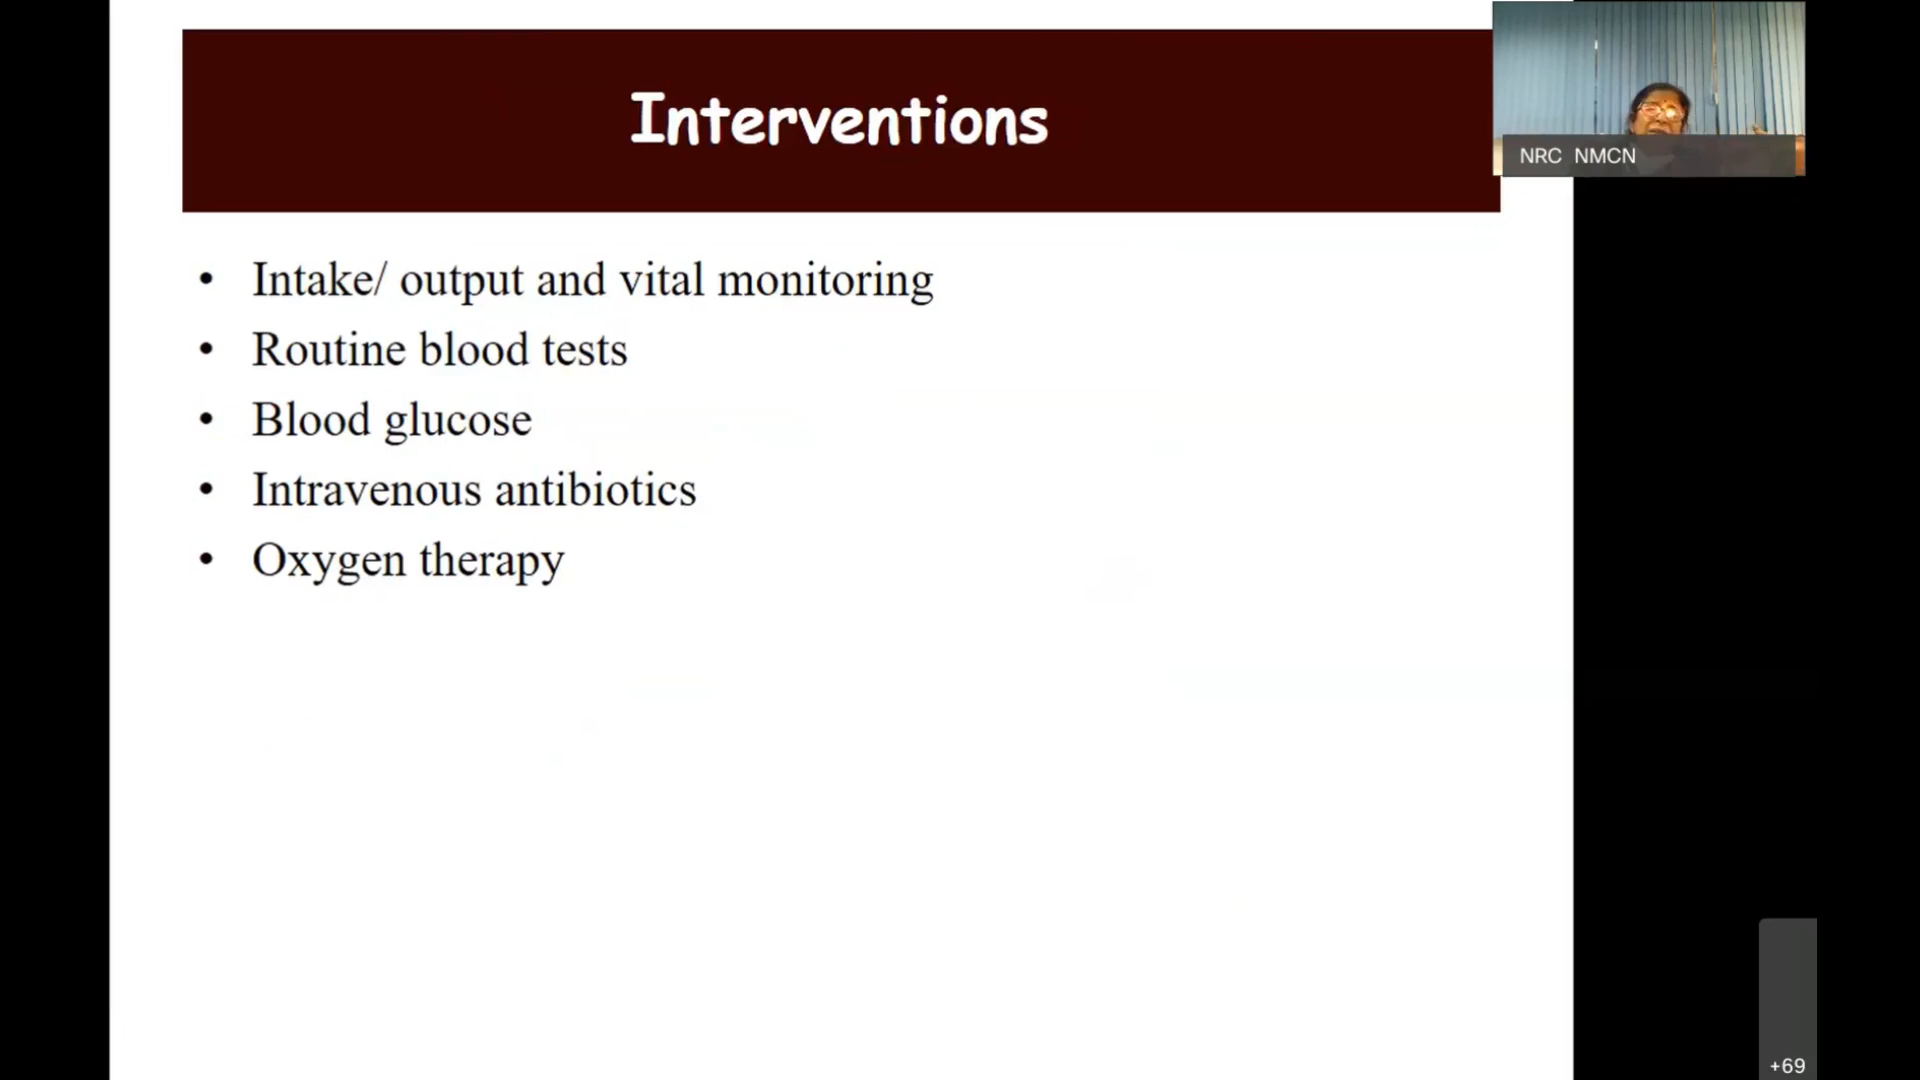 Interventions
NRC NMCN
• Intake/ output and vital monitoring
• Routine blood tests
• Blood glucose
• Intravenous antibiotics
• Oxygen therapy
+69